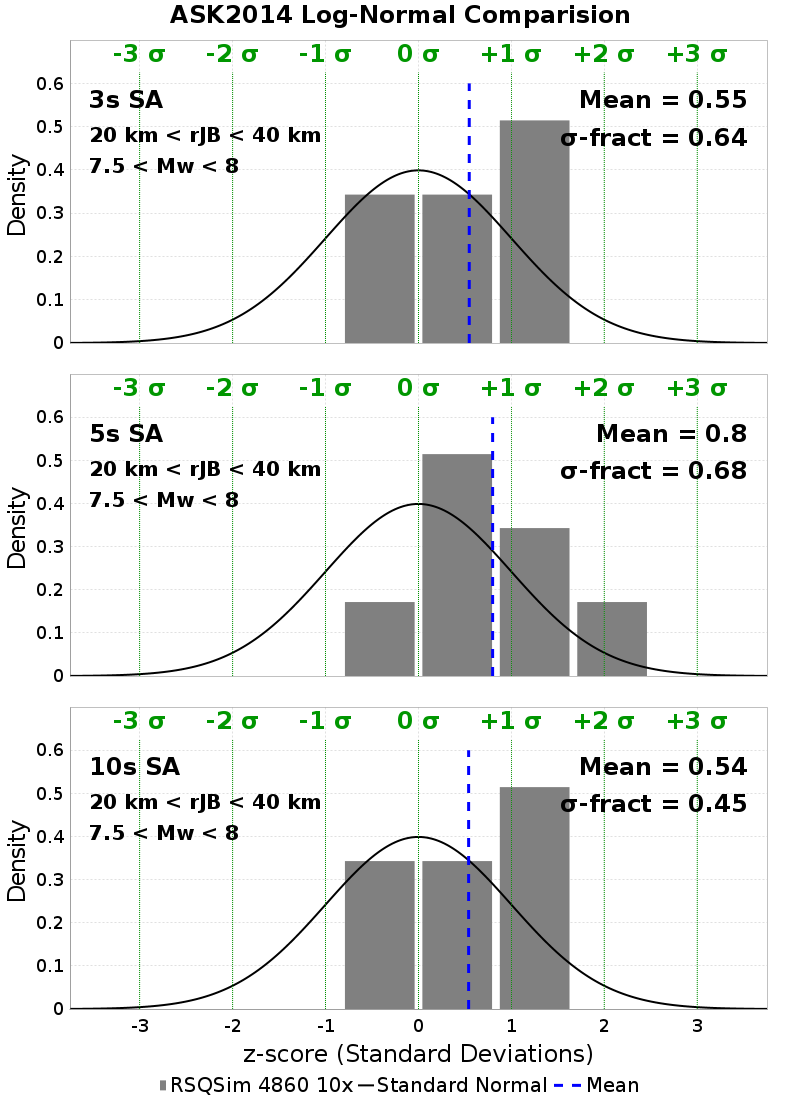 ASK2014 Log-Normal Comparision
-3 σ -2 σ -1 σ 0 σ +1 σ +2 σ +3 σ
3s SA
20 km < rJB < 40 km
7.5 < Mw < 8
Mean = 0.55
σ-fract = 0.64
Density
0.6
0.5
0.4
0.3
0.2
0.1
0
-3 σ -2 σ -1 σ 0 σ +1 σ +2 σ +3 σ
5s SA
20 km < rJB < 40 km
7.5 < Mw < 8
Mean = 0.8
σ-fract = 0.68
Density
0.6
0.5
0.4
0.3
0.2
0.1
0
-3 σ -2 σ -1 σ 0 σ +1 σ +2 σ +3 σ
10s SA
20 km < rJB < 40 km
7.5 < Mw < 8
Mean = 0.54
σ-fract = 0.45
Density
0.6
0.5
0.4
0.3
0.2
0.1
0
-3 -2 -1 0 1 2 3
z-score (Standard Deviations)
RSQSim 4860 10x Standard Normal Mean